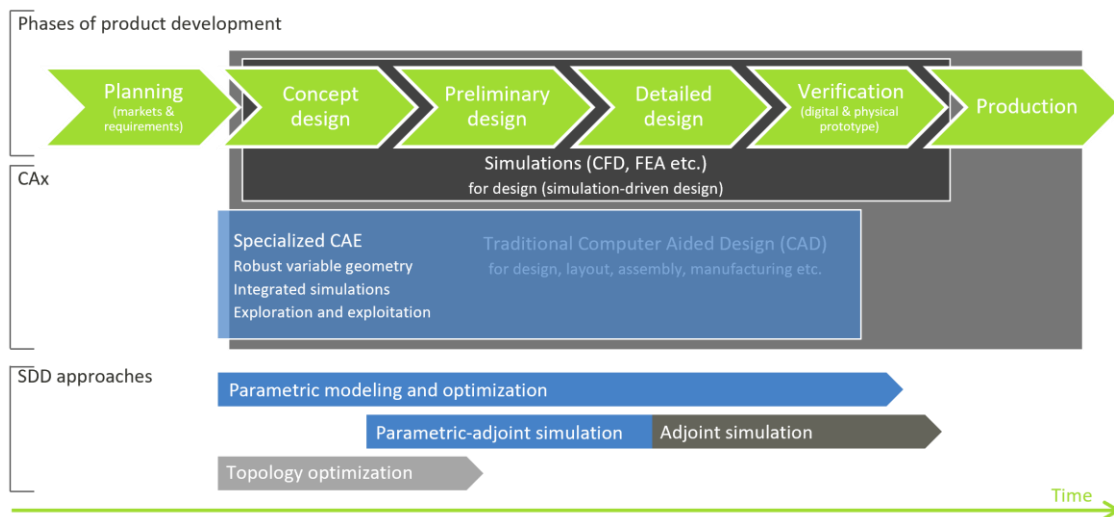 Phases of product development
Planning
(markets &
requirements)
Concept
design
Preliminary
design
Detailed
design
Verification
(digital & physical
prototype)
Production
CAx
Simulations (CFD, FEA etc.)
for design (simulation-driven design)
Specialized CAE
Robust variable geometry
Integrated simulations
Exploration and exploitation
Traditional Computer Aided Design (CAD)
for design, layout, assembly, manufacturing etc.
SDD approaches
Parametric modeling and optimization
Parametric-adjoint simulation
Adjoint simulation
Topology optimization
Time